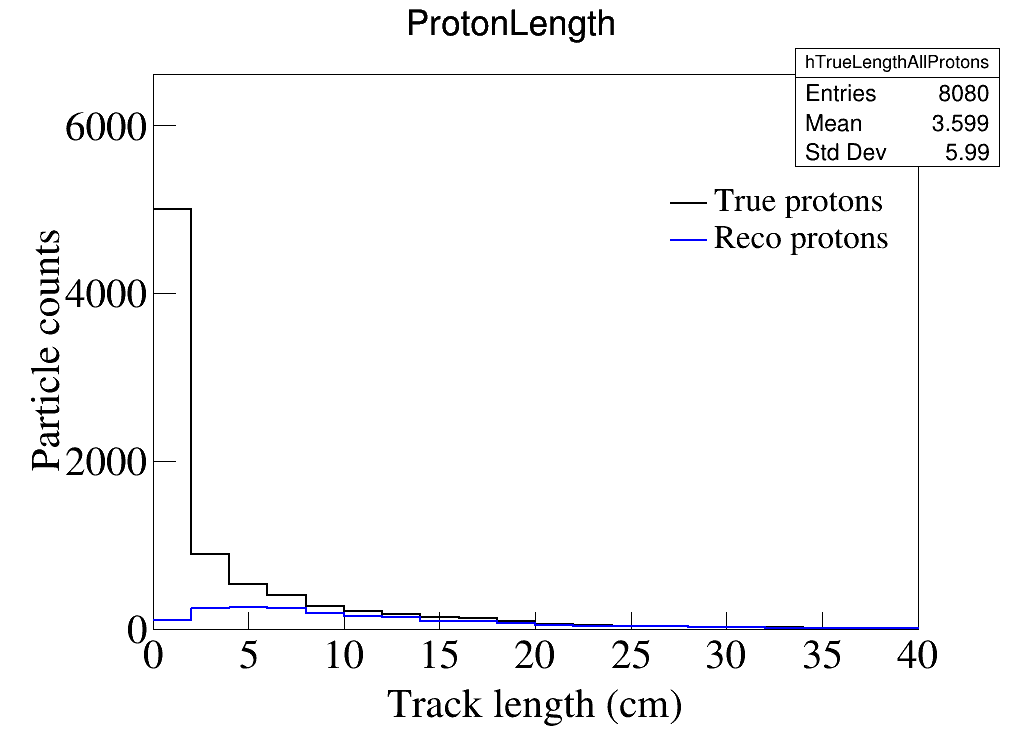 ProtonLength
hTrueLengthAllProtons
Entries 8080
Mean 3.599
Std Dev 5.99
True protons
Reco protons
Particle counts
6000
4000
2000
0
0 5 10 15 20 25 30 35 40
Track length (cm)